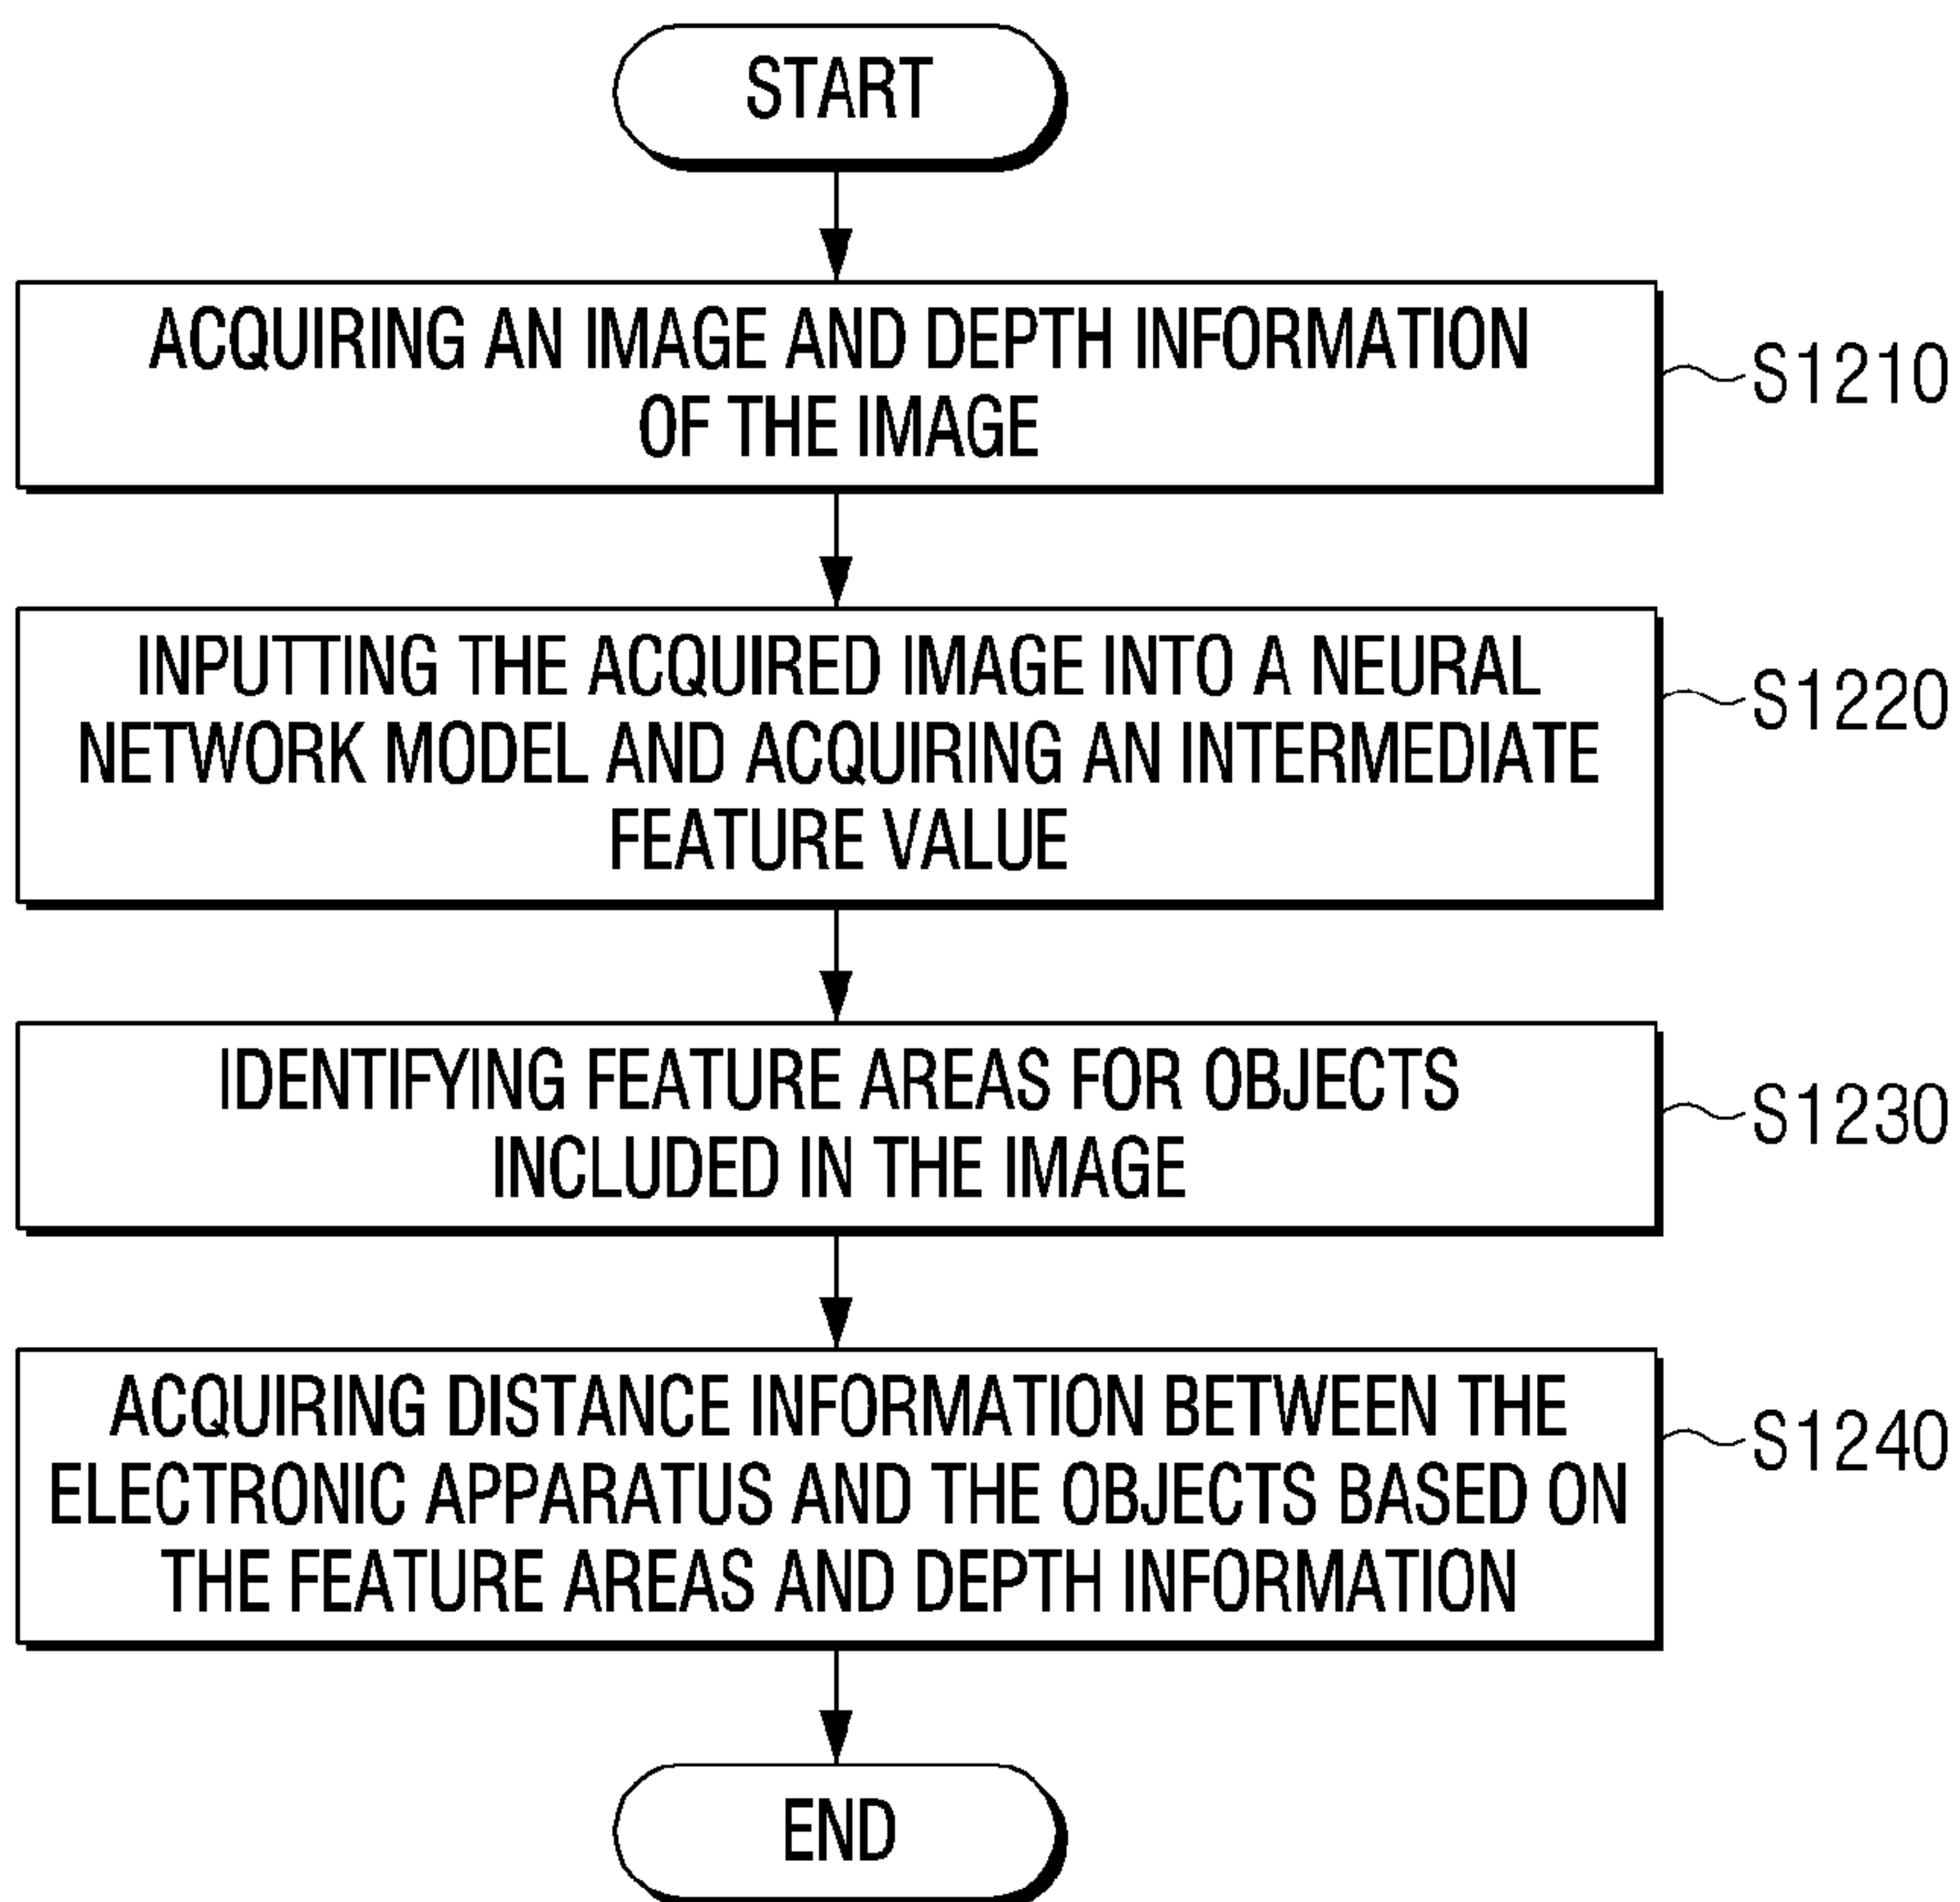 START
ACQUIRING AN IMAGE AND DEPTH INFORMATION
OF THE IMAGE
S1210
INPUTTING THE ACQUIRED IMAGE INTO A NEURAL
NETWORK MODEL AND ACQUIRING AN INTERMEDIATE
FEATURE VALUE
S1220
IDENTIFYING FEATURE AREAS FOR OBJECTS
INCLUDED IN THE IMAGE
S1230
ACQUIRING DISTANCE INFORMATION BETWEEN THE
ELECTRONIC APPARATUS AND THE OBJECTS BASED ON
THE FEATURE AREAS AND DEPTH INFORMATION
S1240
END